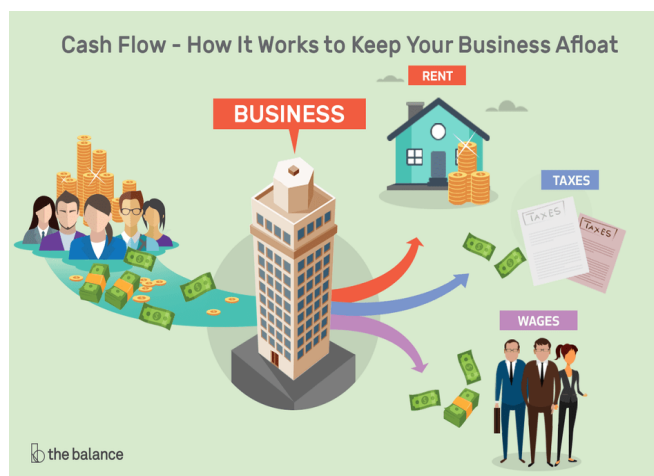 Cash Flow - How It Works to Keep Your Business Afloat
RENT
BUSINESS
TAXES
TAXES
TAXES
WAGES
the balance